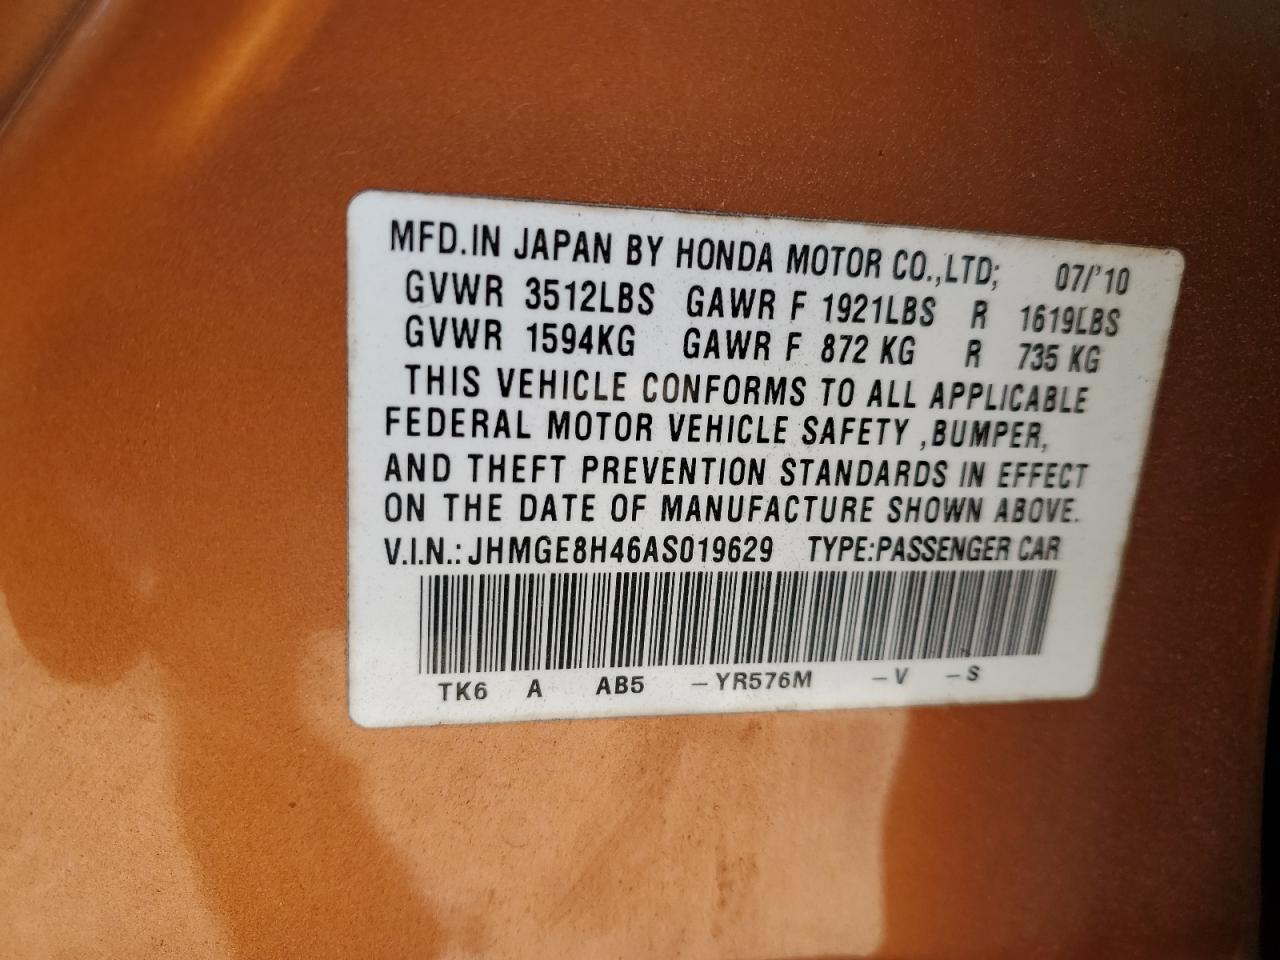 MFD.IN JAPAN BY HONDA MOTOR CO.,LTD; 07/'10
GVWR 3512LBS GAWR F 1921LBS R 1619LBS
GVWR 1594KG GAWR F 872 KG R 735 KG
THIS VEHICLE CONFORMS TO ALL APPLICABLE
FEDERAL MOTOR VEHICLE SAFETY ,BUMPER,
AND THEFT PREVENTION STANDARDS IN EFFECT
ON THE DATE OF MANUFACTURE SHOWN ABOVE.
V.I.N.: JHMGE8H46AS019629 TYPE:PASSENGER CAR
TK6 A AB5 –YR576M –V –S